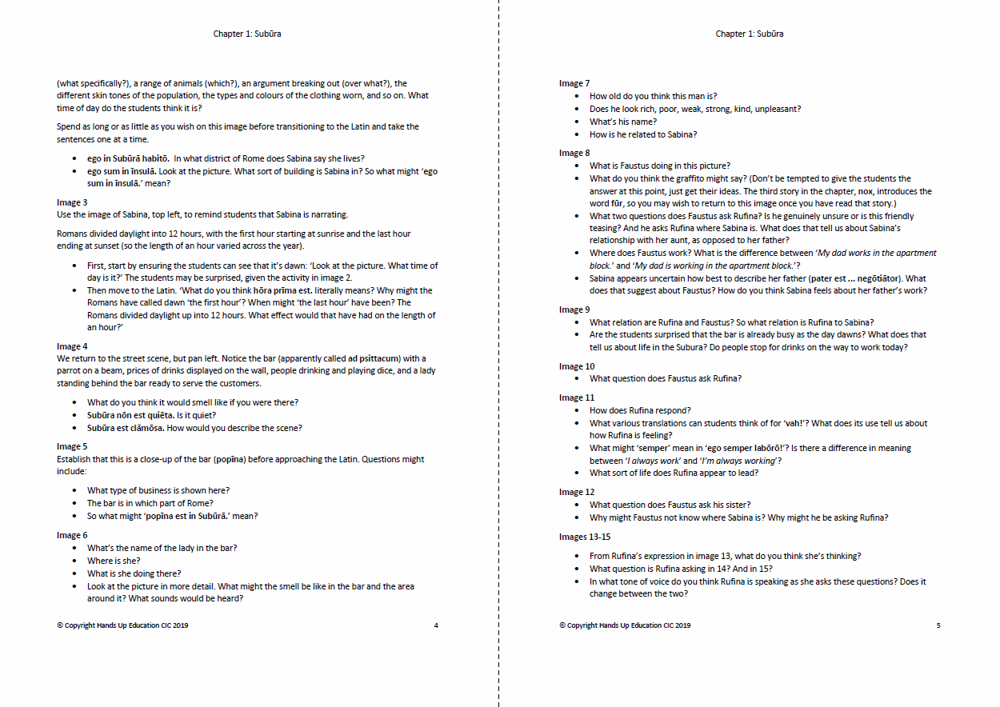 Chapter 1: Subūra
(what specifically?), a range of animals (which?), an argument breaking out (over what?), the
different skin tones of the population, the types and colours of the clothing worn, and so on. What
time of day do the students think it is?
Spend as long or as little as you wish on this image before transitioning to the Latin and take the
sentences one at a time.
• ego in Subūrā habitō. In what district of Rome does Sabina say she lives?
• ego sum in īnsulā. Look at the picture. What sort of building is Sabina in? So what might ‘ego
sum in īnsulā.’ mean?
Image 3
Use the image of Sabina, top left, to remind students that Sabina is narrating.
Romans divided daylight into 12 hours, with the first hour starting at sunrise and the last hour
ending at sunset (so the length of an hour varied across the year).
• First, start by ensuring the students can see that it’s dawn: ‘Look at the picture. What time of
day is it?’ The students may be surprised, given the activity in image 2.
• Then move to the Latin. ‘What do you think hōra prīma est. literally means? Why might the
Romans have called dawn ‘the first hour’? When might ‘the last hour’ have been? The
Romans divided daylight up into 12 hours. What effect would that have had on the length of
an hour?’
Image 4
We return to the street scene, but pan left. Notice the bar (apparently called ad psittacum) with a
parrot on a beam, prices of drinks displayed on the wall, people drinking and playing dice, and a lady
standing behind the bar ready to serve the customers.
• What do you think it would smell like if you were there?
• Subūra nōn est quiēta. Is it quiet?
• Subūra est clāmōsa. How would you describe the scene?
Image 5
Establish that this is a close-up of the bar (popīna) before approaching the Latin. Questions might
include:
• What type of business is shown here?
• The bar is in which part of Rome?
• So what might ‘popīna est in Subūrā.’ mean?
Image 6
• What’s the name of the lady in the bar?
• Where is she?
• What is she doing there?
• Look at the picture in more detail. What might the smell be like in the bar and the area
around it? What sounds would be heard?
© Copyright Hands Up Education CIC 2019 4
Chapter 1: Subūra
Image 7
• How old do you think this man is?
• Does he look rich, poor, weak, strong, kind, unpleasant?
• What’s his name?
• How is he related to Sabina?
Image 8
• What is Faustus doing in this picture?
• What do you think the graffito might say? (Don’t be tempted to give the students the
answer at this point, just get their ideas. The third story in the chapter, nox, introduces the
word fūr, so you may wish to return to this image once you have read that story.)
• What two questions does Faustus ask Rufina? Is he genuinely unsure or is this friendly
teasing? And he asks Rufina where Sabina is. What does that tell us about Sabina’s
relationship with her aunt, as opposed to her father?
• Where does Faustus work? What is the difference between ‘My dad works in the apartment
block.’ and ‘My dad is working in the apartment block.’?
• Sabina appears uncertain how best to describe her father (pater est ... negōtiātor). What
does that suggest about Faustus? How do you think Sabina feels about her father’s work?
Image 9
• What relation are Rufina and Faustus? So what relation is Rufina to Sabina?
• Are the students surprised that the bar is already busy as the day dawns? What does that
tell us about life in the Subura? Do people stop for drinks on the way to work today?
Image 10
• What question does Faustus ask Rufina?
Image 11
• How does Rufina respond?
• What various translations can students think of for ‘vah!’? What does its use tell us about
how Rufina is feeling?
• What might ‘semper’ mean in ‘ego semper labōrō!’? Is there a difference in meaning
between ‘I always work’ and ‘I’m always working’?
• What sort of life does Rufina appear to lead?
Image 12
• What question does Faustus ask his sister?
• Why might Faustus not know where Sabina is? Why might he be asking Rufina?
Images 13-15
• From Rufina’s expression in image 13, what do you think she’s thinking?
• What question is Rufina asking in 14? And in 15?
• In what tone of voice do you think Rufina is speaking as she asks these questions? Does it
change between the two?
© Copyright Hands Up Education CIC 2019 5